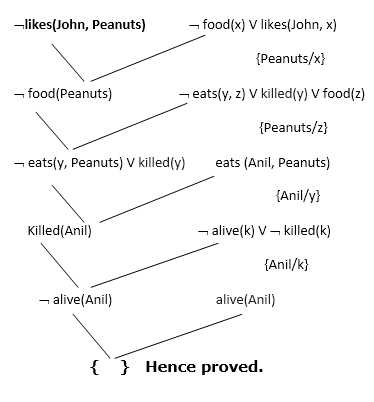 ¬likes(John, Peanuts) ¬ food(x) V likes(John, x)
{Peanuts/x}
¬ food(Peanuts) ¬ eats(y, z) V killed(y) V food(z)
{Peanuts/z}
¬ eats(y, Peanuts) V killed(y) eats (Anil, Peanuts)
{Anil/y}
Killed(Anil) ¬ alive(k) V ¬ killed(k)
{Anil/k}
¬ alive(Anil) alive(Anil)
{ } Hence proved.